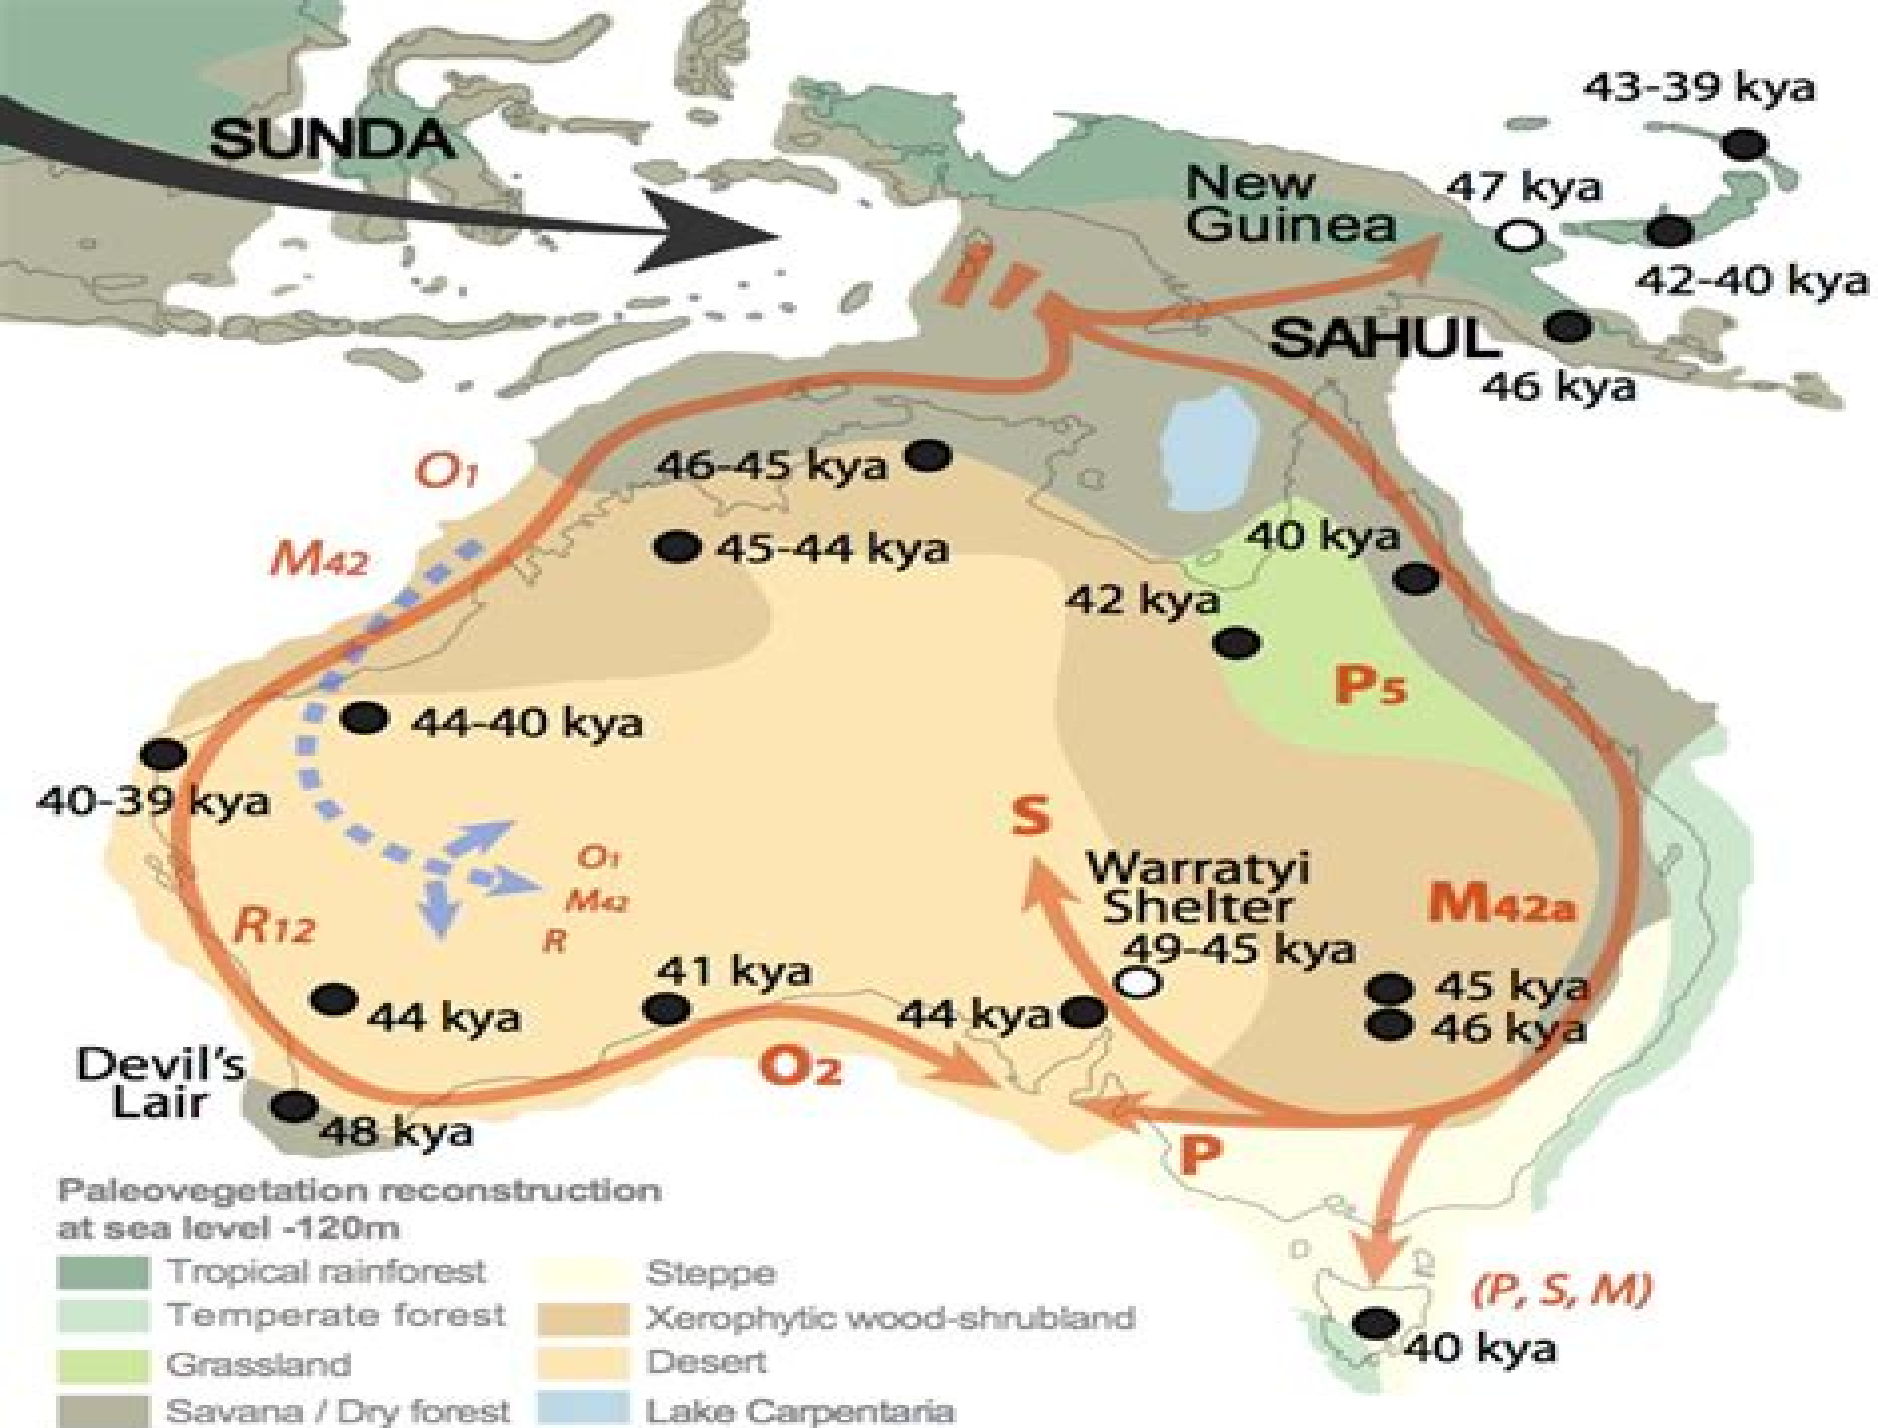 43-39 kya
SUNDA
New
Guinea
47 kya
42-40 kya
SAHUL
46 kya
O1
46-45 kya
M42
45-44 kya
40 kya
42 kya
P5
44-40 kya
40-39 kya
S
O1
M42
R
Warratyi
Shelter
49-45 kya
M42a
R12
41 kya
44 kya
44 kya
45 kya
46 kya
Devil's
Lair
O2
48 kya
P
Paleovegetation reconstruction
at sea level -120m
Tropical rainforest
Temperate forest
Grassland
Savana / Dry forest
Steppe
Xerophytic wood-shrubland
Desert
Lake Carpentaria
(P, S, M)
40 kya